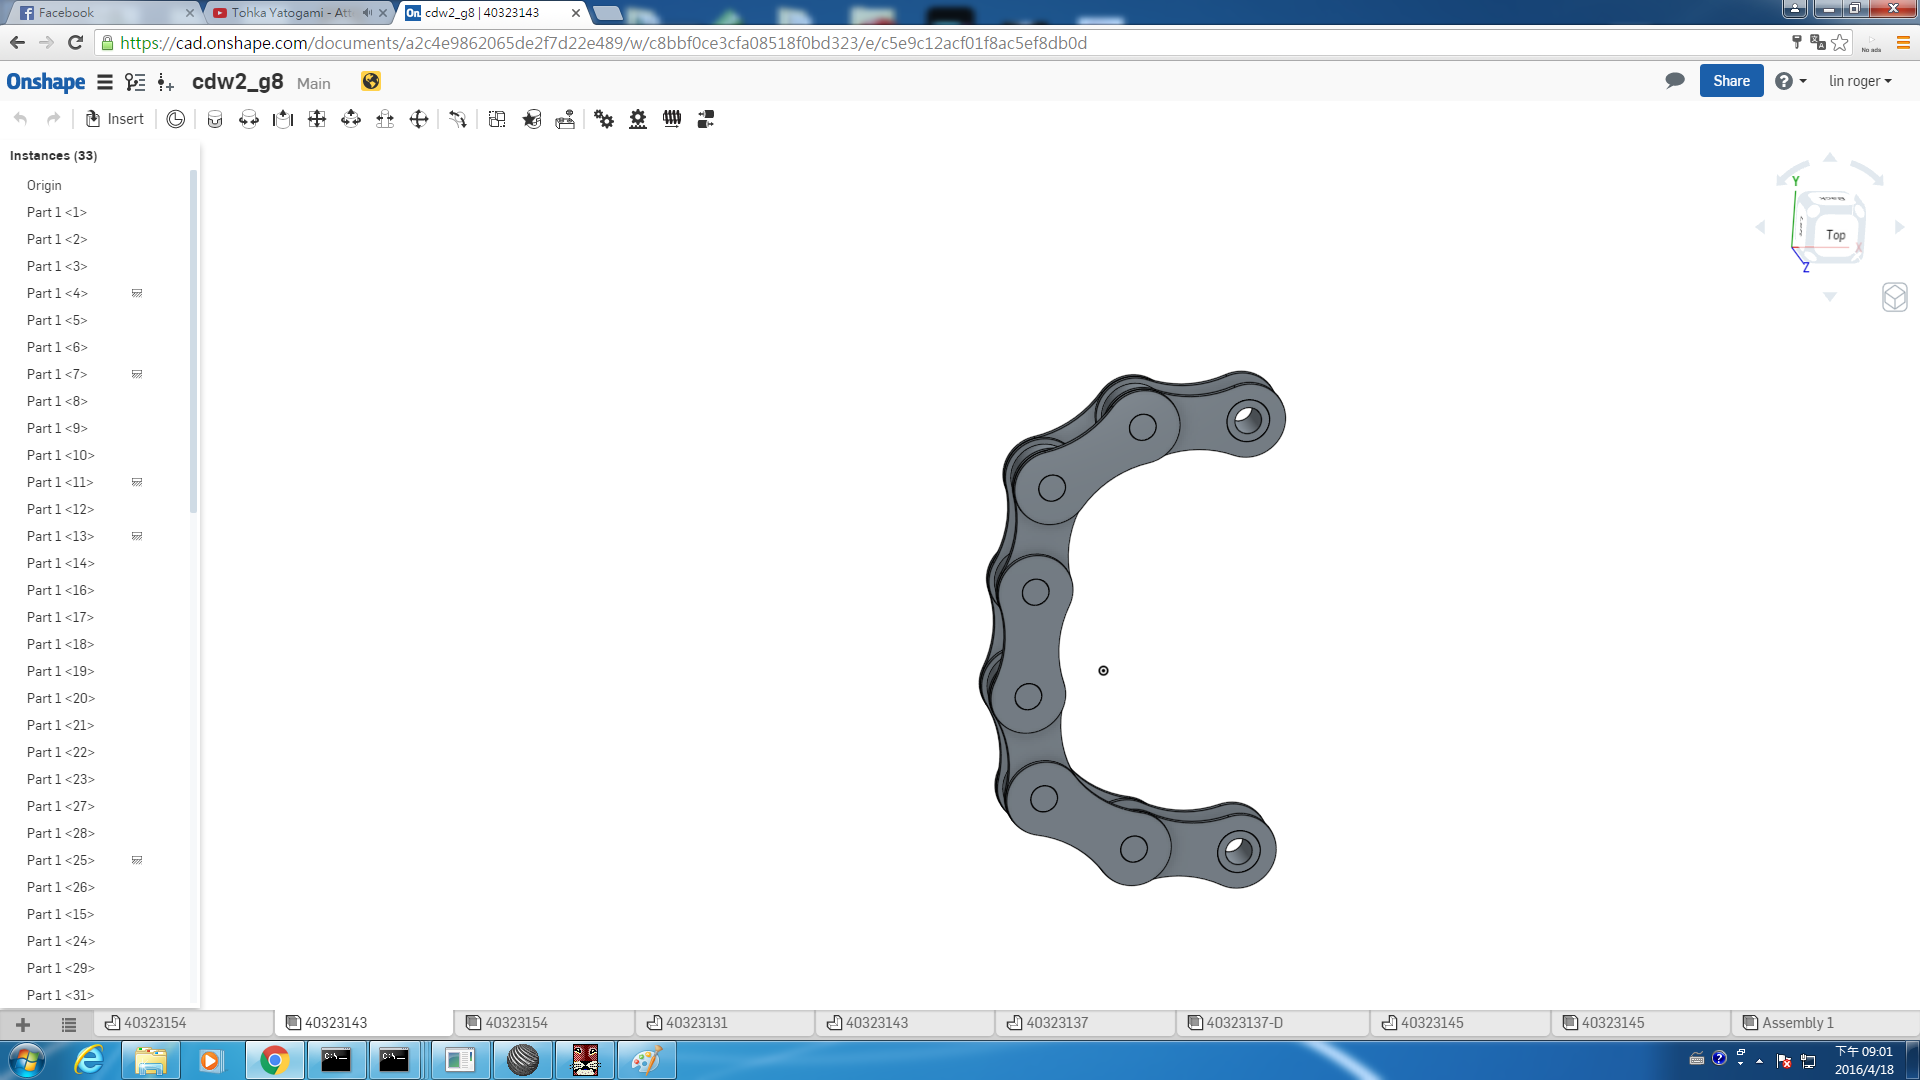 Facebook
Tohka Yatogami - Att
cdw2_g8 | 40323143
https://cad.onshape.com/documents/a2c4e9862065de2f7d22e489/w/c8bbf0ce3cfa08518f0bd323/e/c5e9c12acf01f8ac5ef8db0d
No ads
Onshape
cdw2_g8 Main
Share
lin roger
Insert
Instances (33)
Origin
Part 1 <1>
Part 1 <2>
Part 1 <3>
Part 1 <4>
Part 1 <5>
Part 1 <6>
Part 1 <7>
Part 1 <8>
Part 1 <9>
Part 1 <10>
Part 1 <11>
Part 1 <12>
Part 1 <13>
Part 1 <14>
Part 1 <16>
Part 1 <17>
Part 1 <18>
Part 1 <19>
Part 1 <20>
Part 1 <21>
Part 1 <22>
Part 1 <23>
Part 1 <27>
Part 1 <28>
Part 1 <25>
Part 1 <26>
Part 1 <15>
Part 1 <24>
Part 1 <29>
Part 1 <31>
Y
Back
Top
X
Z
40323154
40323143
40323154
40323131
40323143
40323137
40323137-D
40323145
40323145
Assembly 1
下午 09:01
2016/4/18